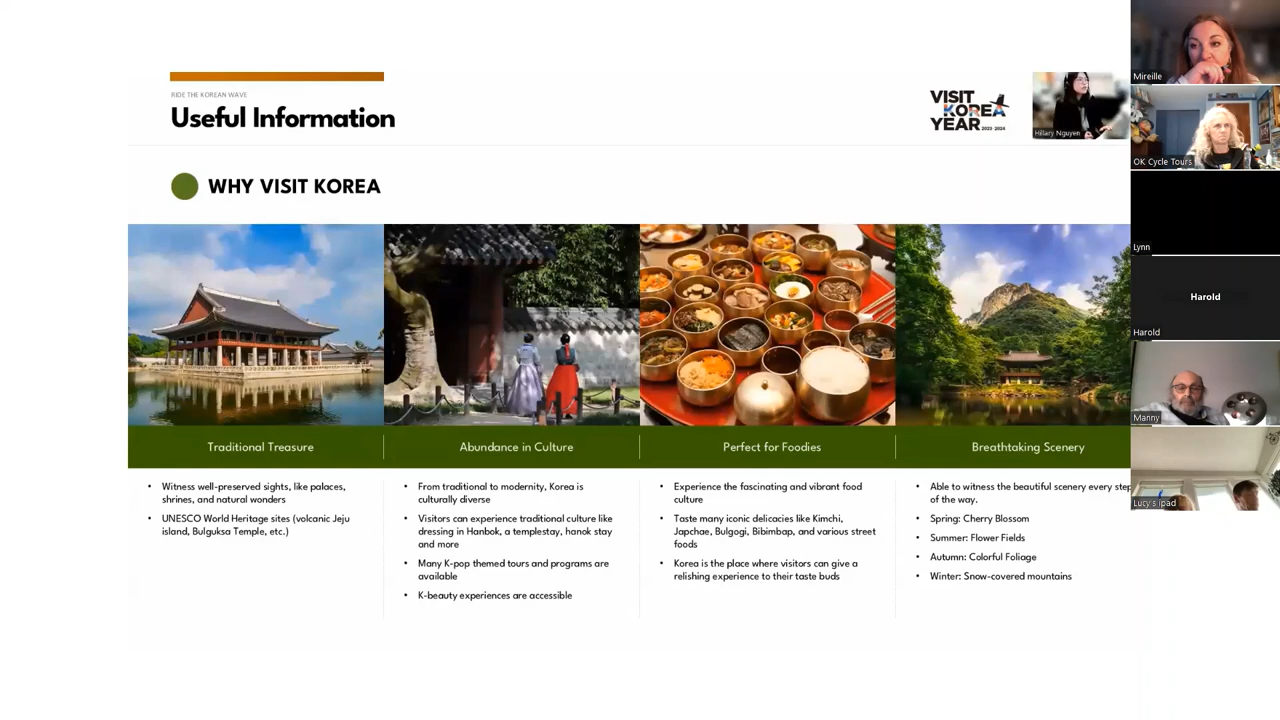 RIDE THE KOREAN WAVE
Useful Information
VISIT
KOREA
YEAR 2023-2024
Hillary Nguyen
WHY VISIT KOREA
Traditional Treasure
• Witness well-preserved sights, like palaces,
shrines, and natural wonders
• UNESCO World Heritage sites (volcanic Jeju
island, Bulguksa Temple, etc.)
Abundance in Culture
• From traditional to modernity, Korea is
culturally diverse
• Visitors can experience traditional culture like
dressing in Hanbok, a templestay, hanok stay
and more
• Many K-pop themed tours and programs are
available
• K-beauty experiences are accessible
Perfect for Foodies
• Experience the fascinating and vibrant food
culture
• Taste many iconic delicacies like Kimchi,
Japchae, Bulgogi, Bibimbap, and various street
foods
• Korea is the place where visitors can give a
relishing experience to their taste buds
Breathtaking Scenery
• Able to witness the beautiful scenery every step
of the way.
• Spring: Cherry Blossom
• Summer: Flower Fields
• Autumn: Colorful Foliage
• Winter: Snow-covered mountains
Mireille
OK Cycle Tours
Lynn
Harold
Harold
Manny
Lucy's ipad